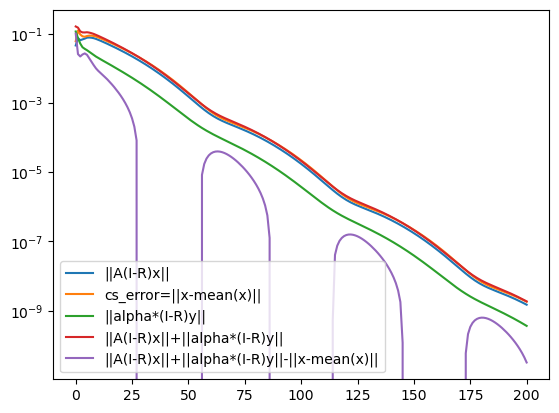 10⁻¹
10⁻³
10⁻⁵
10⁻⁷
10⁻⁹
||A(I-R)x||
cs_error=||x-mean(x)||
||alpha*(I-R)y||
||A(I-R)x||+||alpha*(I-R)y||
||A(I-R)x||+||alpha*(I-R)y||-||x-mean(x)||
0 25 50 75 100 125 150 175 200